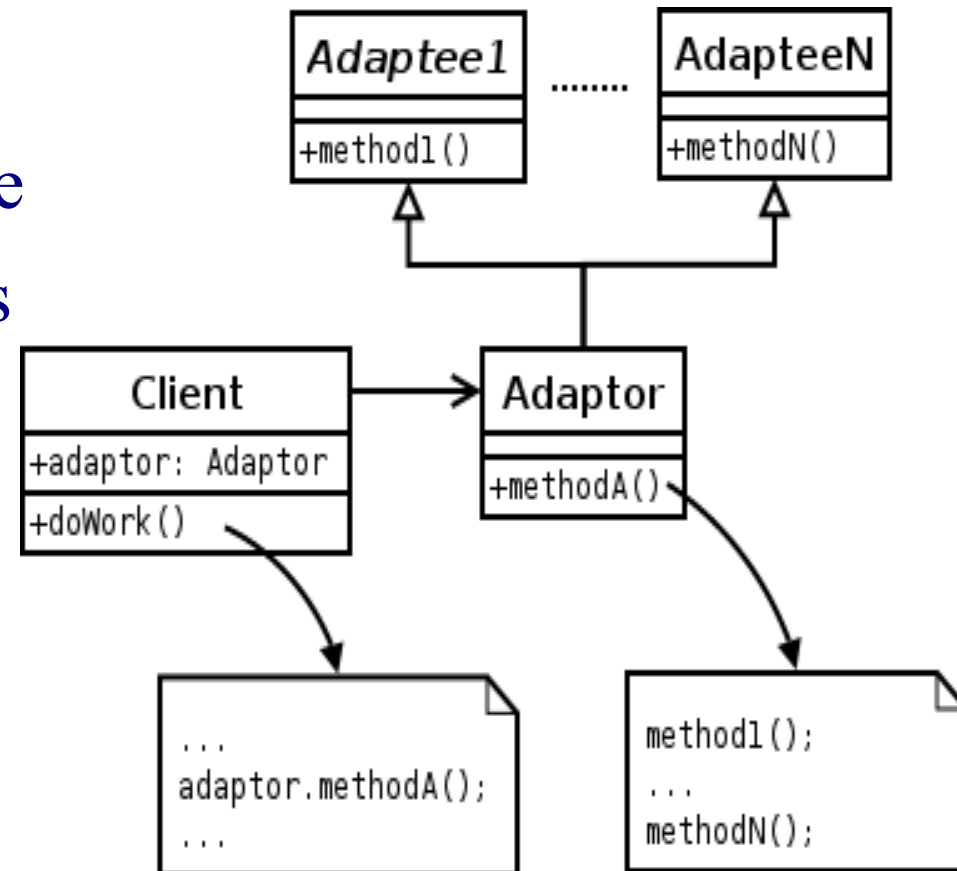 Adaptee1
........
AdapteeN
+method1()
+methodN()
e
s
Client
Adaptor
+adaptor: Adaptor
+methodA()
+doWork()
...
adaptor.methodA();
...
method1();
...
methodN();